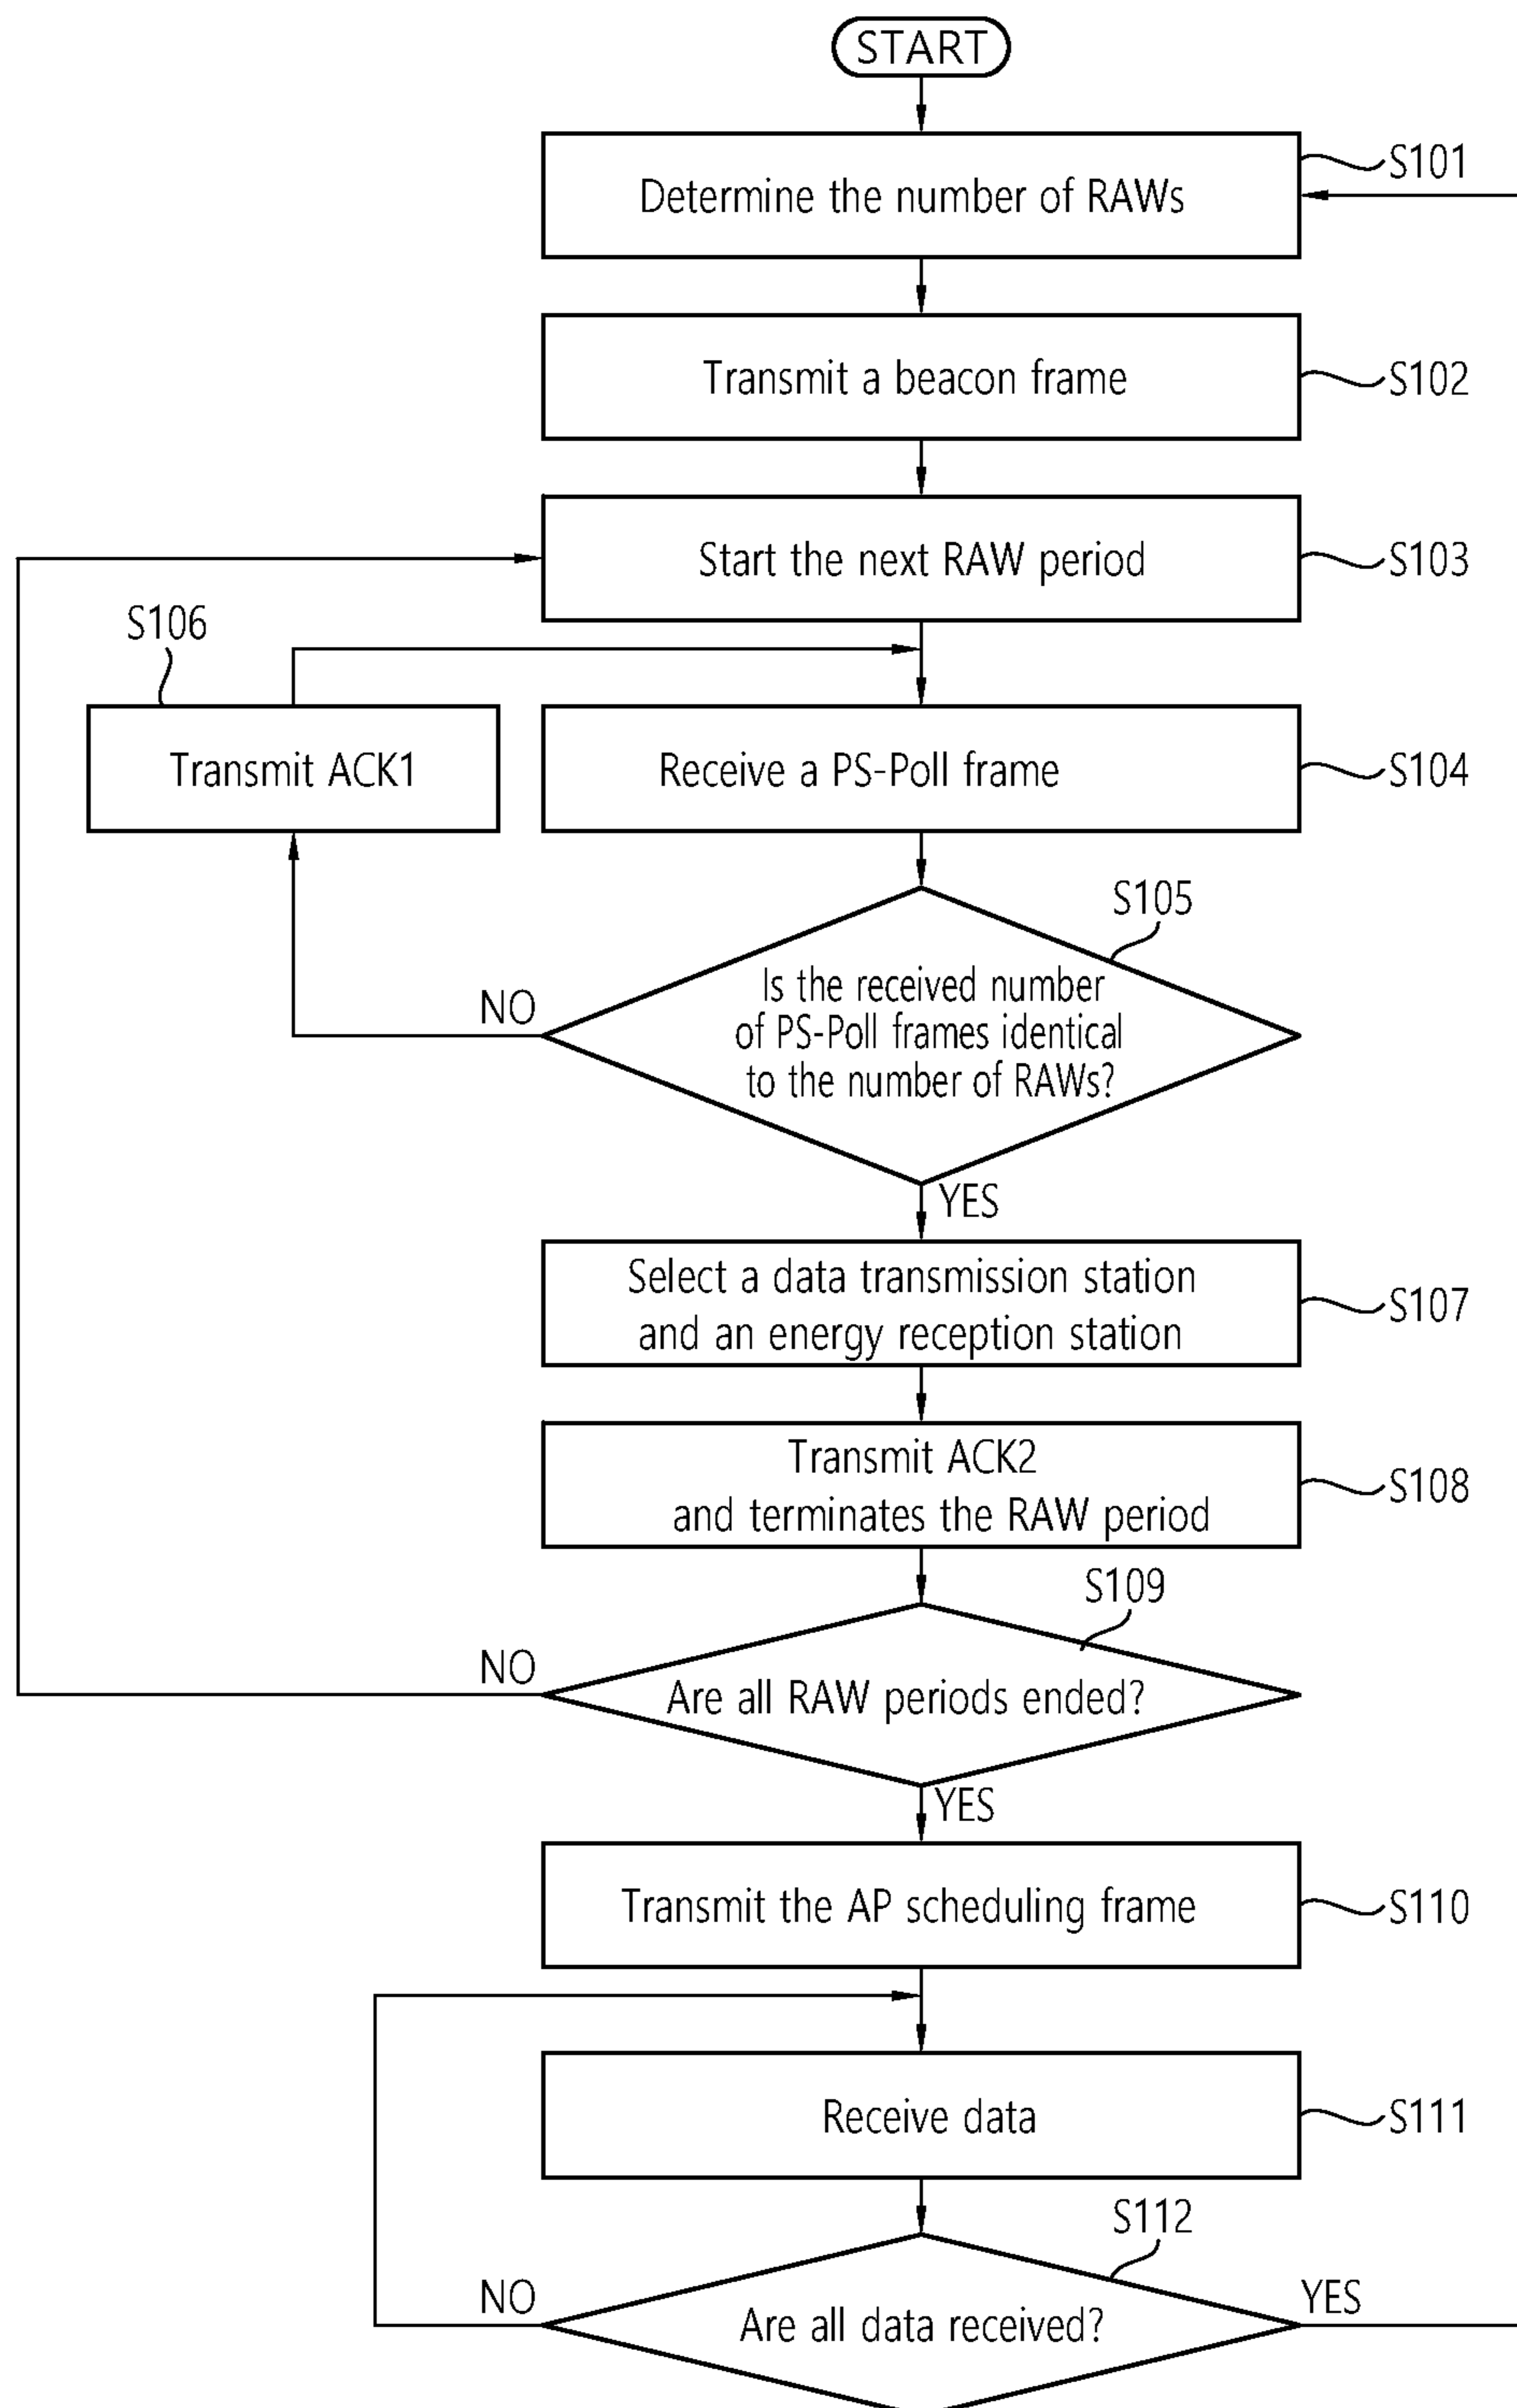 START
Determine the number of RAWs
S101
Transmit a beacon frame
S102
Start the next RAW period
S103
S106
Transmit ACK1
Receive a PS-Poll frame
S104
S105
Is the received number
of PS-Poll frames identical
to the number of RAWs?
NO
YES
Select a data transmission station
and an energy reception station
S107
Transmit ACK2
and terminates the RAW period
S108
S109
NO
Are all RAW periods ended?
YES
Transmit the AP scheduling frame
S110
Receive data
S111
S112
NO
Are all data received?
YES